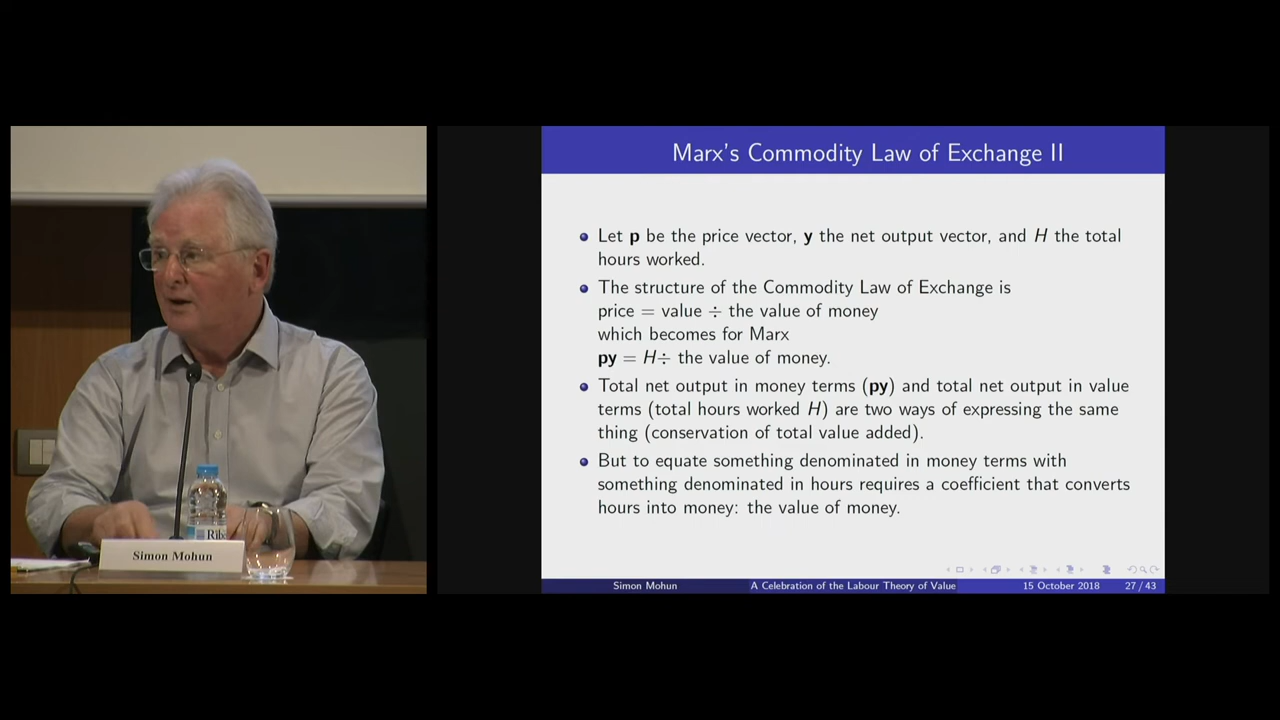 Marx's Commodity Law of Exchange II
Let p be the price vector, y the net output vector, and H the total
hours worked.
The structure of the Commodity Law of Exchange is
price = value ÷ the value of money
which becomes for Marx
py = H÷ the value of money.
Total net output in money terms (py) and total net output in value
terms (total hours worked H) are two ways of expressing the same
thing (conservation of total value added).
But to equate something denominated in money terms with
something denominated in hours requires a coefficient that converts
hours into money: the value of money.
Simon Mohun
A Celebration of the Labour Theory of Value
15 October 2018
27 / 43
Simon Mohun